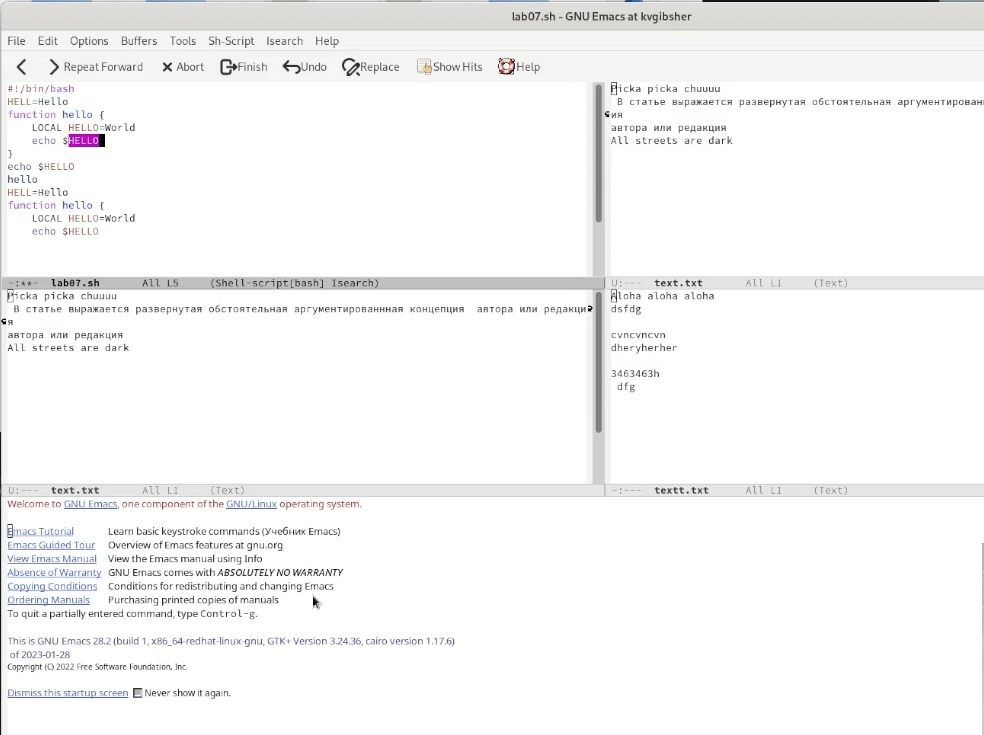 lab07.sh - GNU Emacs at kvgibsher
File Edit Options Buffers Tools Sh-Script Isearch Help
Repeat Forward Abort Finish Undo Replace Show Hits Help
#!/bin/bash
HELL=Hello
function hello {
LOCAL HELLO=World
echo $HELLO
}
echo $HELLO
hello
HELL=Hello
function hello {
LOCAL HELLO=World
echo $HELLO
-:**- lab07.sh All L5 (Shell-script[bash] Isearch)
Picka picka chuuuu
В статье выражается развернутая обстоятельная аргументирован
ия
автора или редакция
All streets are dark
U:--- text.txt All L1 (Text)
Picka picka chuuuu
В статье выражается развернутая обстоятельная аргументированнная концепция автора или редакци
я
автора или редакция
All streets are dark
U:--- text.txt All L1 (Text)
Aloha aloha aloha
dsfdg
cvncvncvn
dheryherher
3463463h
dfg
-:--- textt.txt All L1 (Text)
Welcome to GNU Emacs, one component of the GNU/Linux operating system.
Emacs Tutorial Learn basic keystroke commands (Учебник Emacs)
Emacs Guided Tour Overview of Emacs features at gnu.org
View Emacs Manual View the Emacs manual using Info
Absence of Warranty GNU Emacs comes with ABSOLUTELY NO WARRANTY
Copying Conditions Conditions for redistributing and changing Emacs
Ordering Manuals Purchasing printed copies of manuals
To quit a partially entered command, type Control-g.
This is GNU Emacs 28.2 (build 1, x86_64-redhat-linux-gnu, GTK+ Version 3.24.36, cairo version 1.17.6)
of 2023-01-28
Copyright (C) 2022 Free Software Foundation, Inc.
Dismiss this startup screen Never show it again.